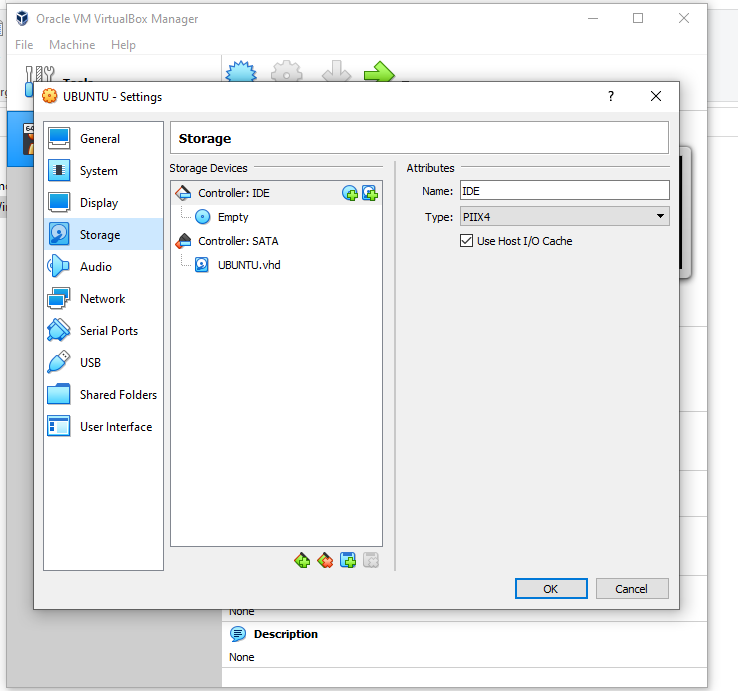 Oracle VM VirtualBox Manager
File Machine Help
UBUNTU - Settings
?
General
System
Display
Storage
Audio
Network
Serial Ports
USB
Shared Folders
User Interface
Storage
Storage Devices
Controller: IDE
Empty
Controller: SATA
UBUNTU.vhd
Attributes
Name: IDE
Type: PIIX4
Use Host I/O Cache
OK Cancel
None
Description
None
64